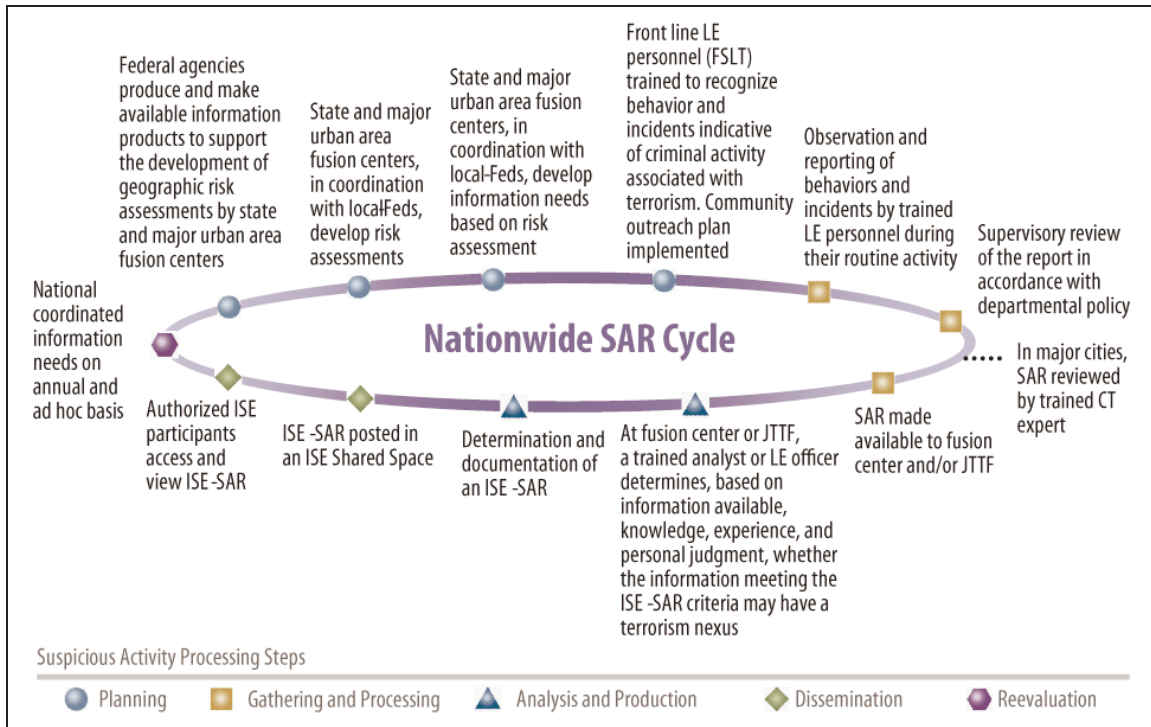 Federal agencies
produce and make
available information
products to support
the development of
geographic risk
assessments by state
and major urban area
fusion centers
State and major
urban area
fusion centers,
in coordination
with local-Feds,
develop risk
assessments
State and major
urban area fusion
centers, in
coordination with
local-Feds, develop
information needs
based on risk
assessment
Front line LE
personnel (FSLT)
trained to recognize
behavior and
incidents indicative
of criminal activity
associated with
terrorism. Community
outreach plan
implemented
Observation and
reporting of
behaviors and
incidents by trained
LE personnel during
their routine activity
Supervisory review
of the report in
accordance with
departmental policy
..... In major cities,
SAR reviewed
by trained CT
expert
SAR made
available to fusion
center and/or JTTF
At fusion center or JTTF,
a trained analyst or LE officer
determines, based on
information available,
knowledge, experience, and
personal judgment, whether
the information meeting the
ISE -SAR criteria may have a
terrorism nexus
Determination and
documentation of
an ISE -SAR
ISE -SAR posted in
an ISE Shared Space
Authorized ISE
participants
access and
view ISE -SAR
National
coordinated
information
needs on
annual and
ad hoc basis
Nationwide SAR Cycle
Suspicious Activity Processing Steps
Planning
Gathering and Processing
Analysis and Production
Dissemination
Reevaluation